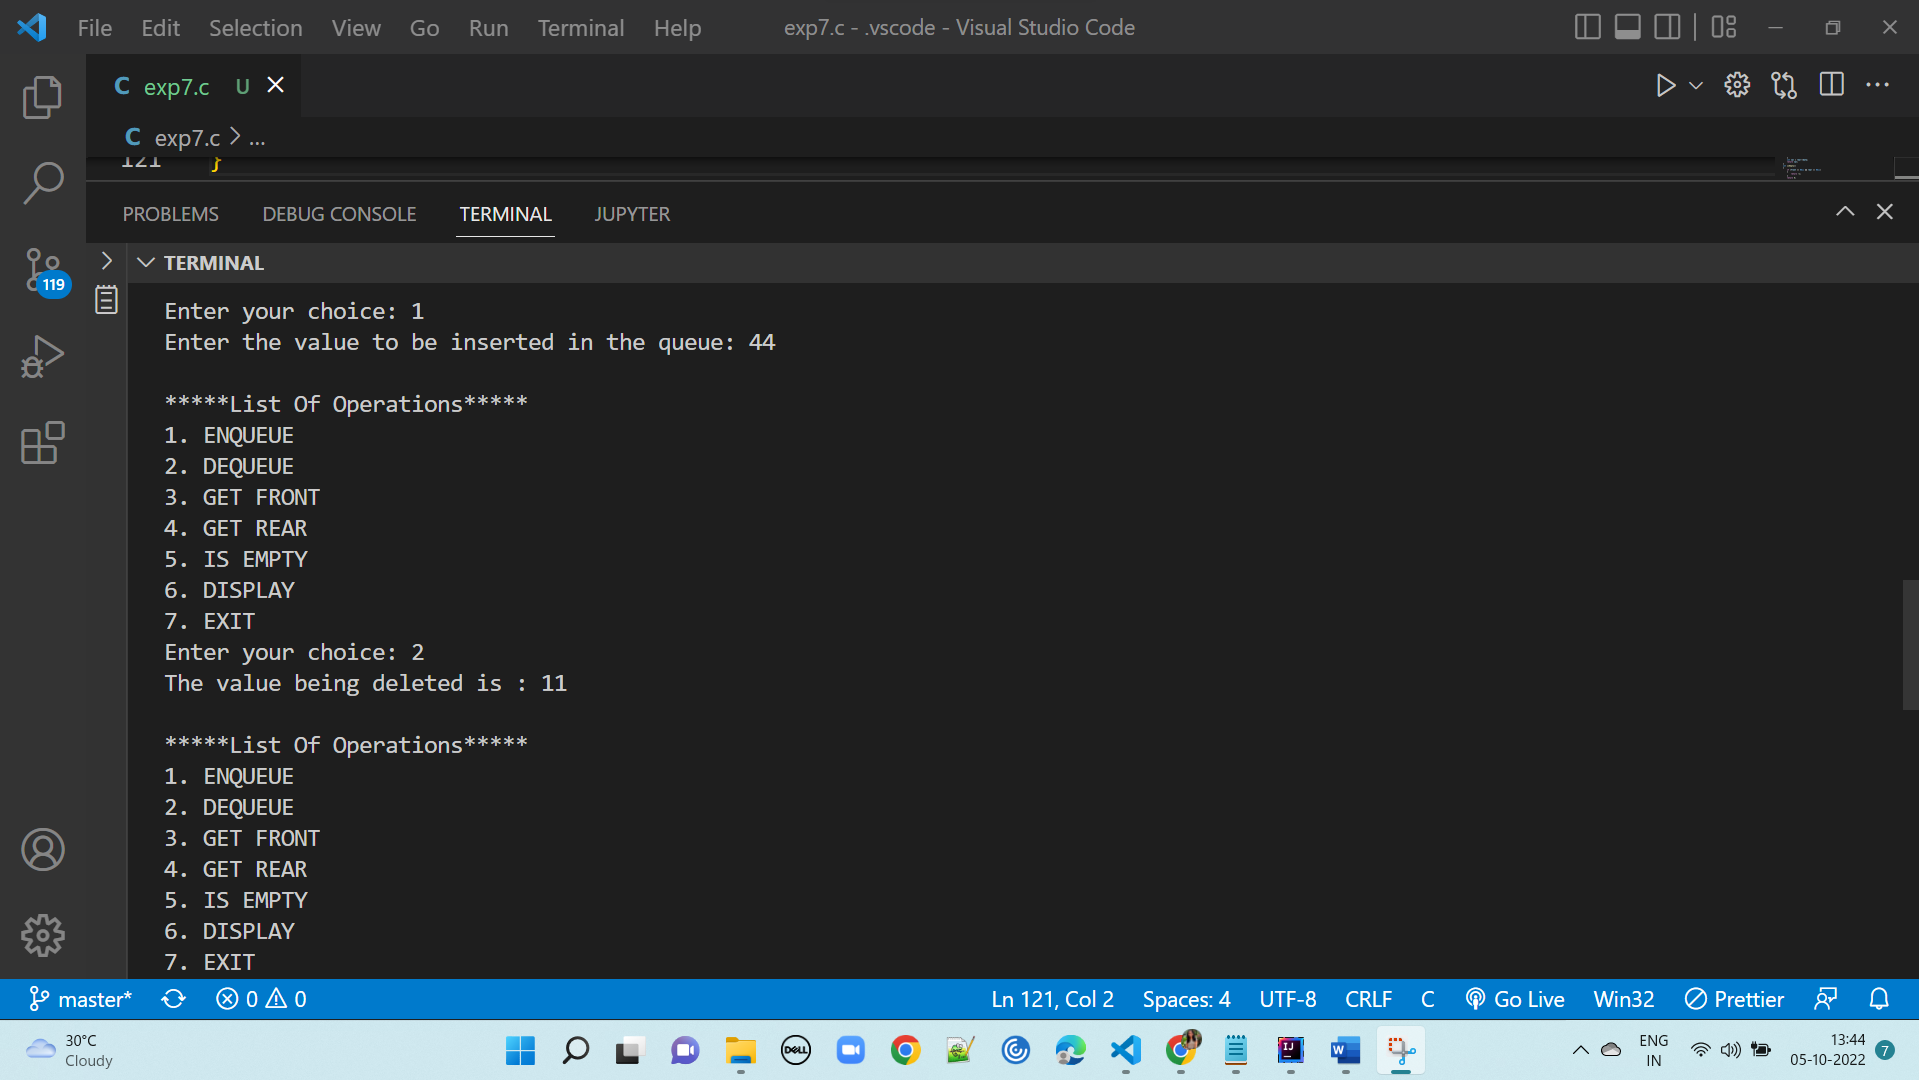 File Edit Selection View Go Run Terminal Help exp7.c - .vscode - Visual Studio Code
C exp7.c U
C exp7.c > ...
121 }
PROBLEMS DEBUG CONSOLE TERMINAL JUPYTER
TERMINAL
119
Enter your choice: 1
Enter the value to be inserted in the queue: 44
*****List Of Operations*****
1. ENQUEUE
2. DEQUEUE
3. GET FRONT
4. GET REAR
5. IS EMPTY
6. DISPLAY
7. EXIT
Enter your choice: 2
The value being deleted is : 11
*****List Of Operations*****
1. ENQUEUE
2. DEQUEUE
3. GET FRONT
4. GET REAR
5. IS EMPTY
6. DISPLAY
7. EXIT
master* 0 0 Ln 121, Col 2 Spaces: 4 UTF-8 CRLF C Go Live Win32 Prettier
30°C
Cloudy
DELL
IJ
W
ENG
IN
13:44
05-10-2022
7